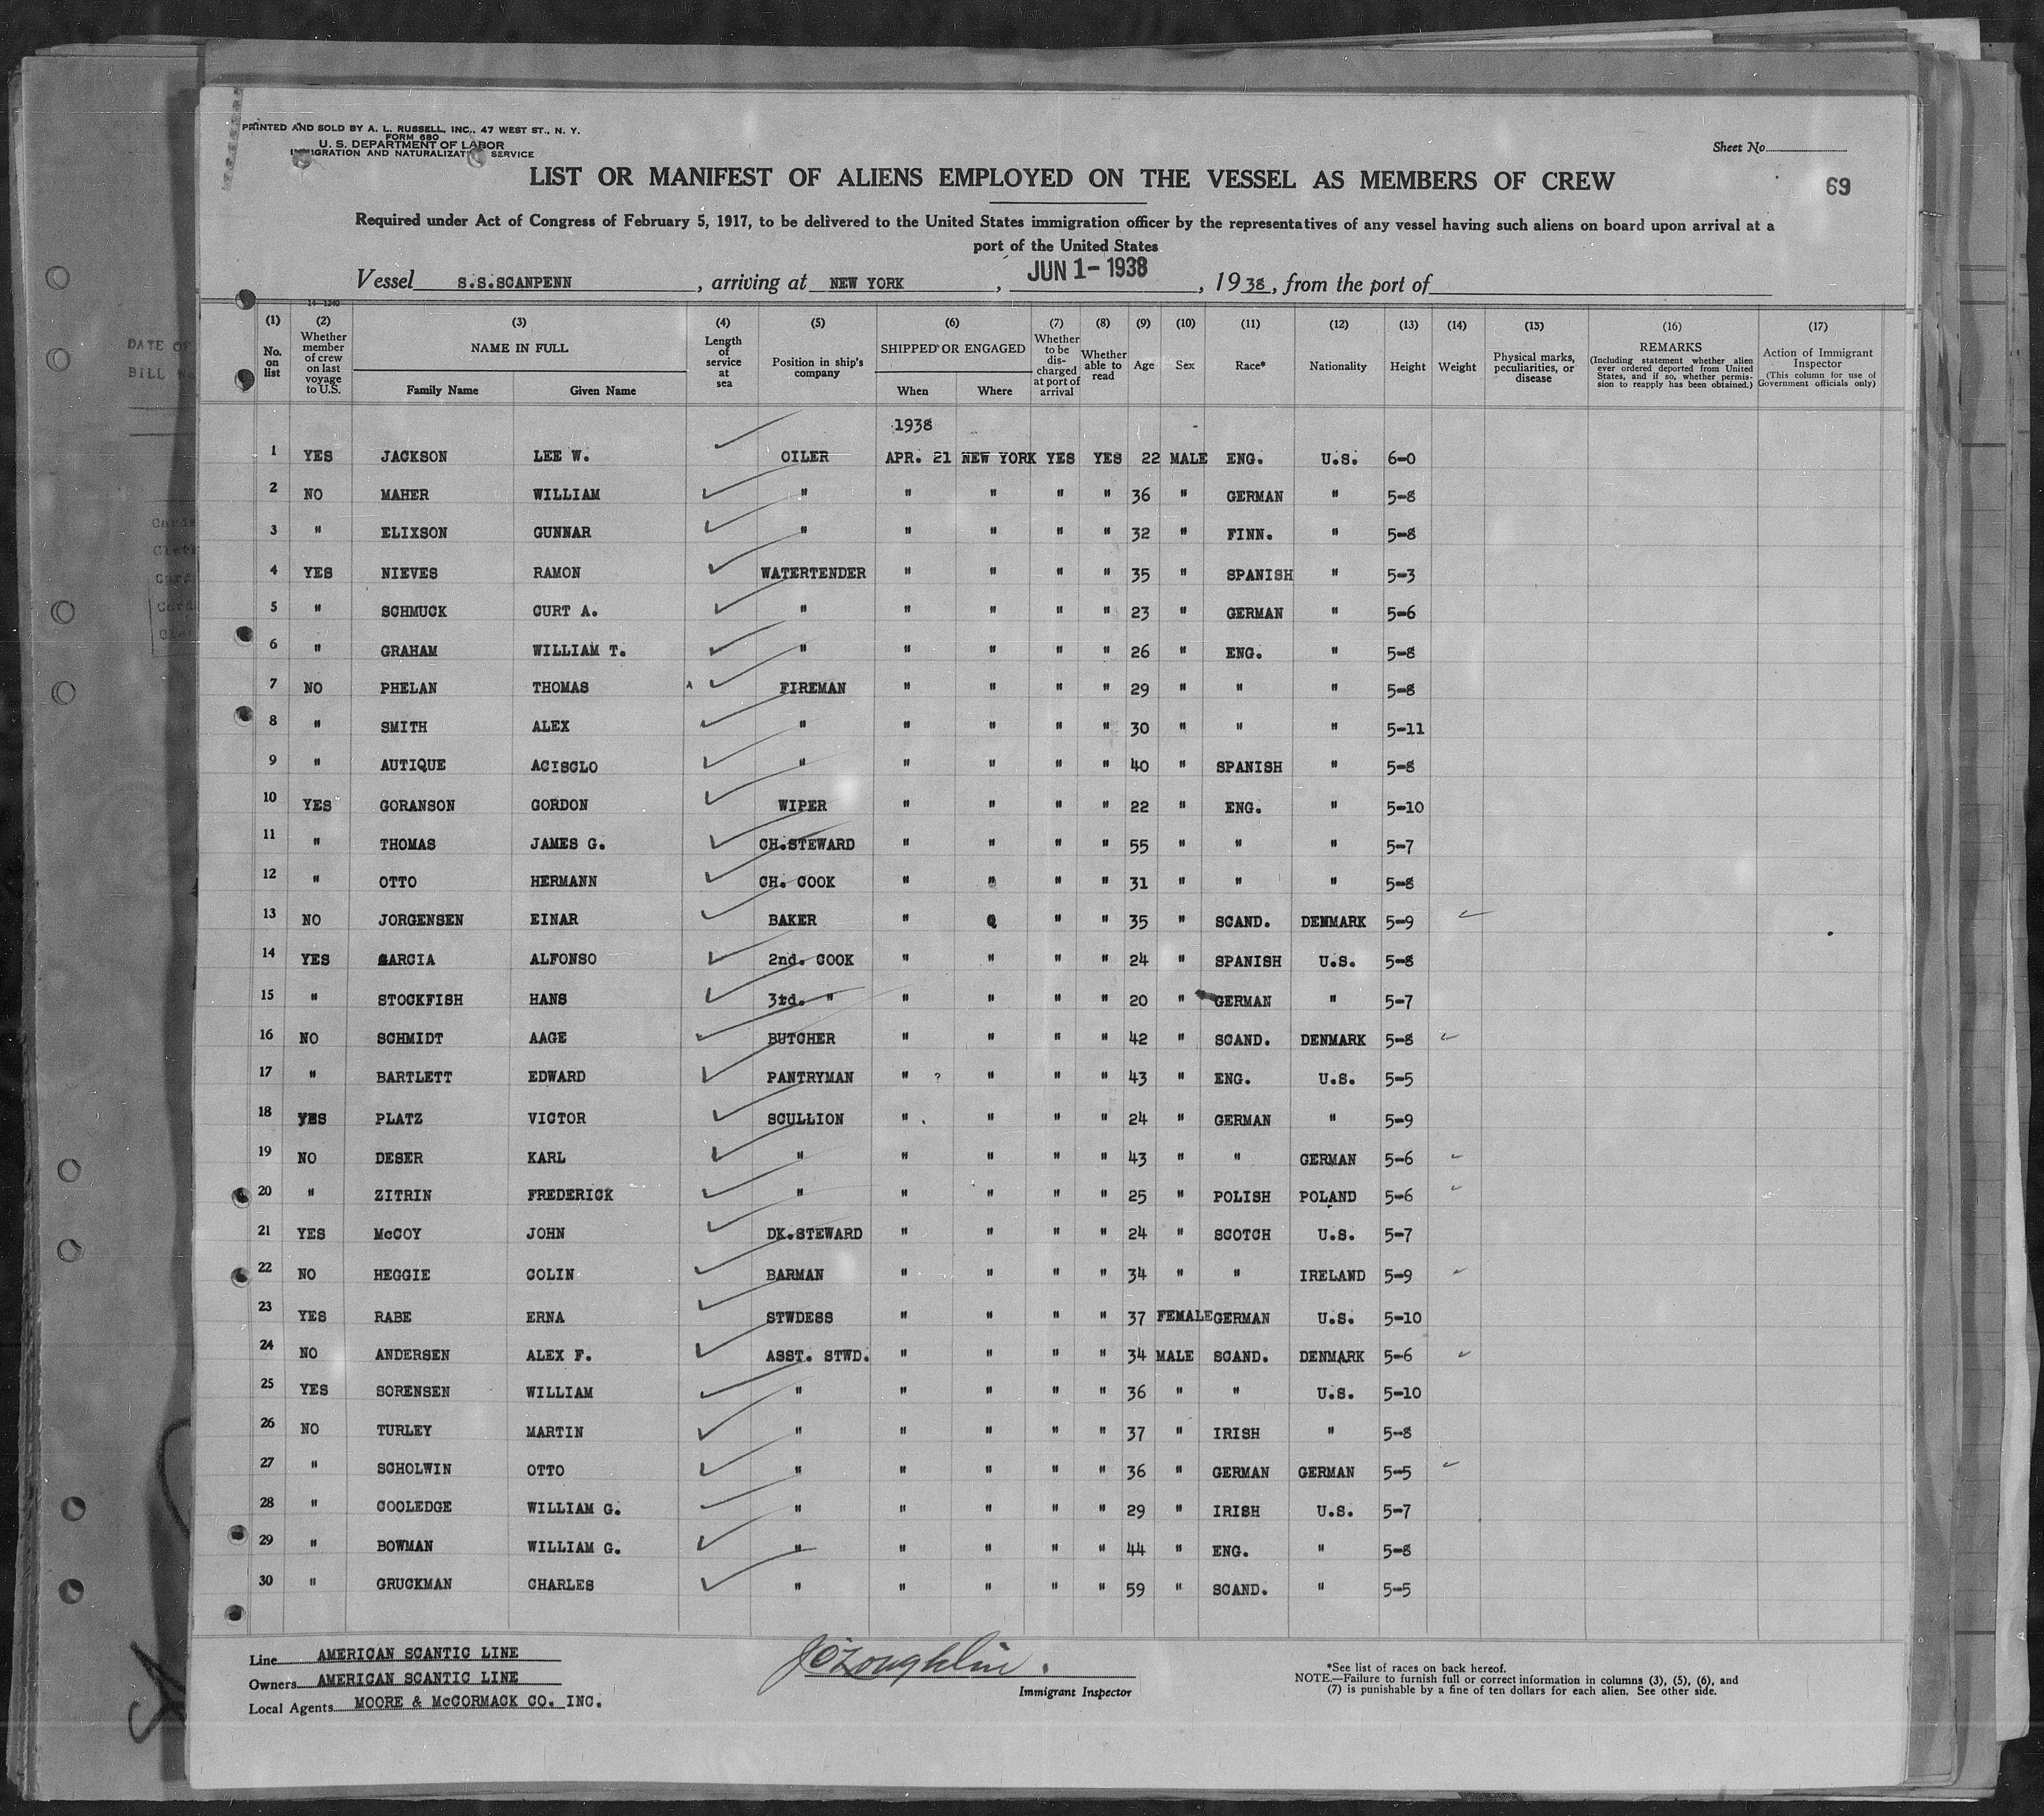 PRINTED AND SOLD BY A. L. RUSSELL, INC., 47 WEST ST., N. Y.
FORM 680
U. S. DEPARTMENT OF LABOR
IMMIGRATION AND NATURALIZATION SERVICE
Sheet No.
LIST OR MANIFEST OF ALIENS EMPLOYED ON THE VESSEL AS MEMBERS OF CREW
69
Required under Act of Congress of February 5, 1917, to be delivered to the United States immigration officer by the representatives of any vessel having such aliens on board upon arrival at a
port of the United States
Vessel S.S.SCANPENN, arriving at NEW YORK, JUN 1 - 1938, 1938, from the port of
14-1240
(1) (2) (3) (4) (5) (6) (7) (8) (9) (10) (11) (12) (13) (14) (15) (16) (17)
No. on list
Whether member of crew on last voyage to U.S.
NAME IN FULL
Family Name Given Name
Length of service at sea
Position in ship's company
SHIPPED OR ENGAGED
When Where
Whether to be discharged at port of arrival
Whether able to read
Age Sex Race* Nationality Height Weight
Physical marks, peculiarities, or disease
REMARKS
(Including statement whether alien ever ordered deported from United States, and if so, whether permission to reapply has been obtained.)
Action of Immigrant Inspector
(This column for use of Government officials only)
1938
1 YES JACKSON LEE W. OILER APR. 21 NEW YORK YES YES 22 MALE ENG. U.S. 6-0
2 NO MAHER WILLIAM " " " " " 36 " GERMAN " 5-8
3 " ELIXSON GUNNAR " " " " " 32 " FINN. " 5-8
4 YES NIEVES RAMON WATERTENDER " " " " 35 " SPANISH " 5-3
5 " SCHMUCK CURT A. " " " " " 23 " GERMAN " 5-6
6 " GRAHAM WILLIAM T. " " " " " 26 " ENG. " 5-8
7 NO PHELAN THOMAS FIREMAN " " " " 29 " " " 5-8
8 " SMITH ALEX " " " " " 30 " " " 5-11
9 " AUTIQUE ACISCLO " " " " " 40 " SPANISH " 5-8
10 YES GORANSON GORDON WIPER " " " " 22 " ENG. " 5-10
11 " THOMAS JAMES G. CH.STEWARD " " " " 55 " " " 5-7
12 " OTTO HERMANN CH. COOK " " " " 31 " " " 5-8
13 NO JORGENSEN EINAR BAKER " " " 35 " SCAND. DENMARK 5-9
14 YES GARCIA ALFONSO 2nd. COOK " " " " 24 " SPANISH U.S. 5-8
15 " STOCKFISH HANS 3rd. " " " " " 20 " GERMAN " 5-7
16 NO SCHMIDT AAGE BUTCHER " " " " 42 " SCAND. DENMARK 5-8
17 " BARTLETT EDWARD PANTRYMAN " ? " " " 43 " ENG. U.S. 5-5
18 YES PLATZ VICTOR SCULLION " " " " 24 " GERMAN " 5-9
19 NO DESER KARL " " " " " 43 " " GERMAN 5-6
20 " ZITRIN FREDERICK " " " " " 25 " POLISH POLAND 5-6
21 YES McCOY JOHN DK.STEWARD " " " " 24 " SCOTCH U.S. 5-7
22 NO HEGGIE COLIN BARMAN " " " " 34 " " IRELAND 5-9
23 YES RABE ERNA STWDESS " " " " 37 FEMALE GERMAN U.S. 5-10
24 NO ANDERSEN ALEX F. ASST. STWD. " " " " 34 MALE SCAND. DENMARK 5-6
25 YES SORENSEN WILLIAM " " " " " 36 " " U.S. 5-10
26 NO TURLEY MARTIN " " " " " 37 " IRISH " 5-8
27 " SCHOLWIN OTTO " " " " " 36 " GERMAN GERMAN 5-5
28 " COOLEDGE WILLIAM G. " " " " " 29 " IRISH U.S. 5-7
29 " BOWMAN WILLIAM G. " " " " " 44 " ENG. " 5-8
30 " GRUCKMAN CHARLES " " " " " 59 " SCAND. " 5-5
Line AMERICAN SCANTIC LINE
Owners AMERICAN SCANTIC LINE
Local Agents MOORE & McCORMACK CO. INC.
J O'Loughlin.
Immigrant Inspector
*See list of races on back hereof.
NOTE.—Failure to furnish full or correct information in columns (3), (5), (6), and
(7) is punishable by a fine of ten dollars for each alien. See other side.
DATE OF
BILL